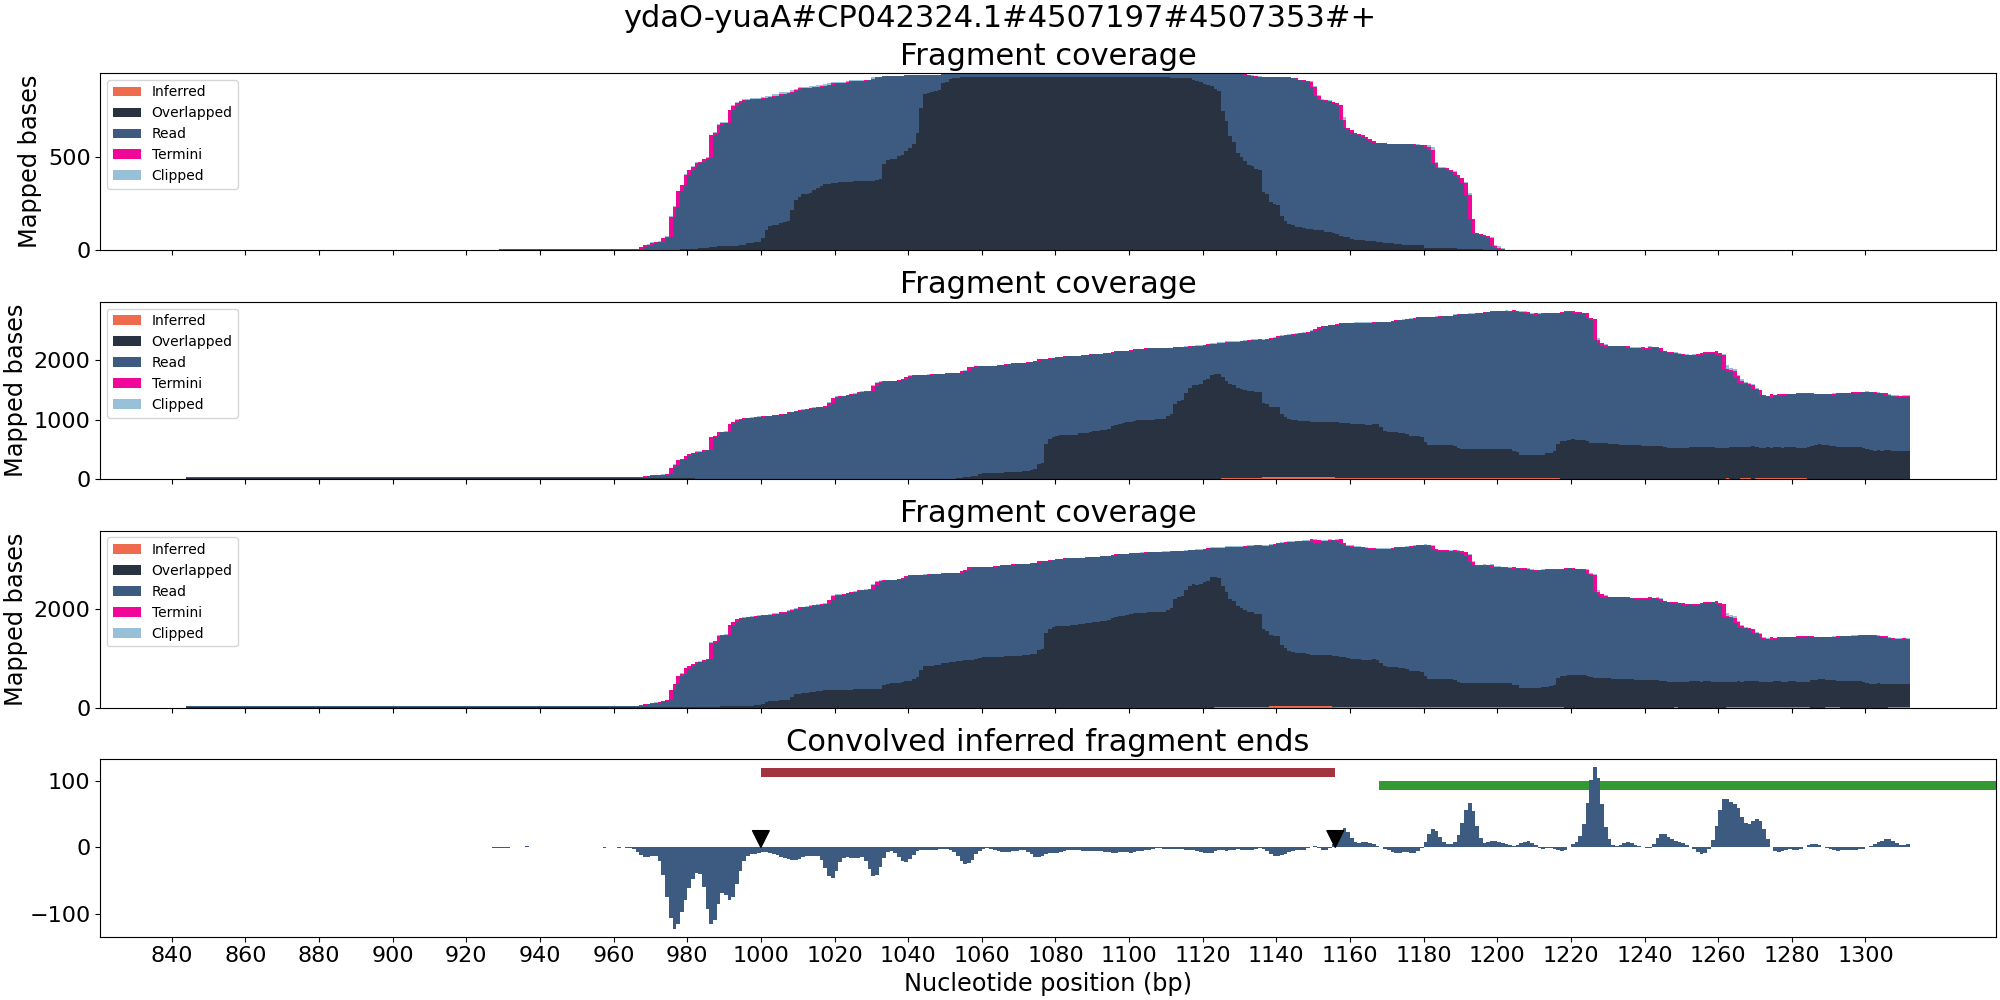 ydaO-yuaA#CP042324.1#4507197#4507353#+
Fragment coverage
Mapped bases
500
0
Inferred
Overlapped
Read
Termini
Clipped
Fragment coverage
Mapped bases
2000
1000
0
Inferred
Overlapped
Read
Termini
Clipped
Fragment coverage
Mapped bases
2000
0
Inferred
Overlapped
Read
Termini
Clipped
Convolved inferred fragment ends
100
0
−100
840 860 880 900 920 940 960 980 1000 1020 1040 1060 1080 1100 1120 1140 1160 1180 1200 1220 1240 1260 1280 1300
Nucleotide position (bp)